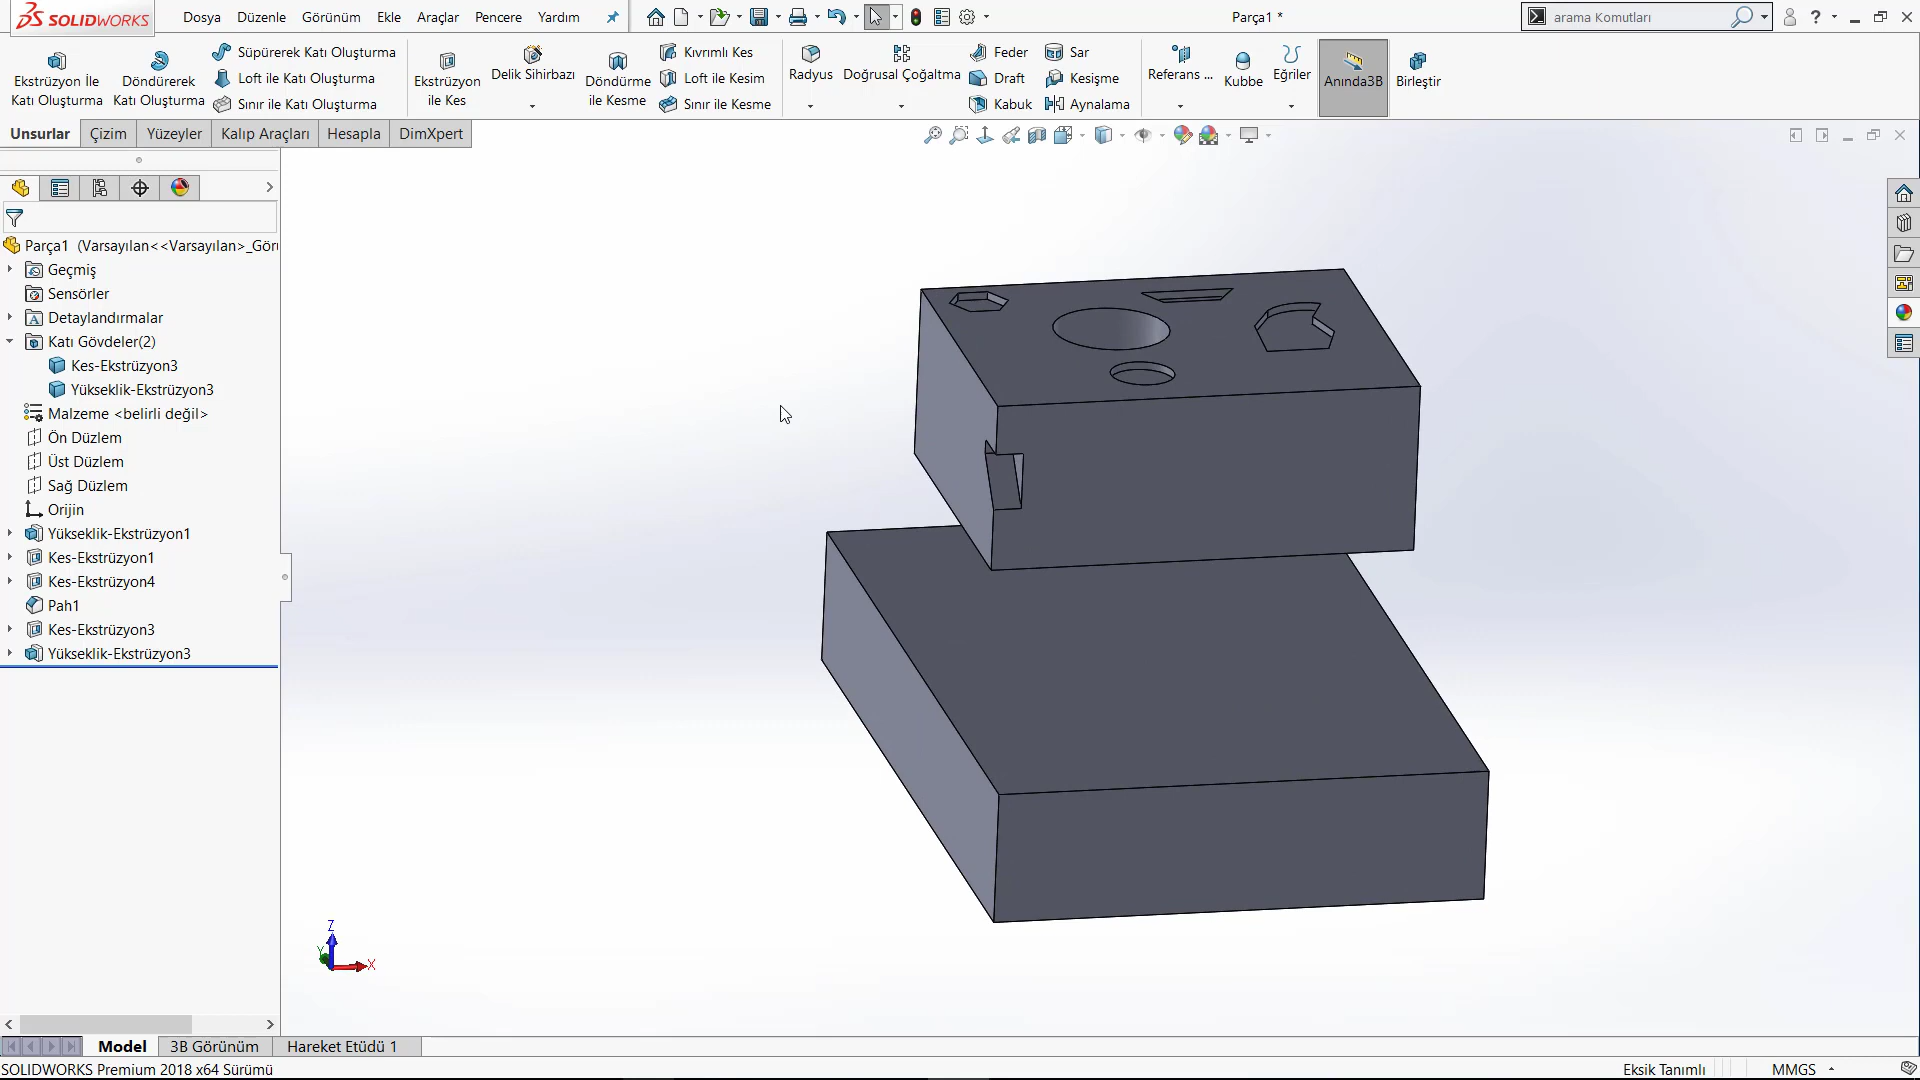 SOLIDWORKS
Dosya Düzenle Görünüm Ekle Araçlar Pencere Yardım
Parça1 *
arama Komutları
Ekstrüzyon İle Katı Oluşturma
Döndürerek Katı Oluşturma
Süpürerek Katı Oluşturma
Loft ile Katı Oluşturma
Sınır ile Katı Oluşturma
Ekstrüzyon ile Kes
Delik Sihirbazı
Döndürme ile Kesme
Kıvrımlı Kes
Loft ile Kesim
Sınır ile Kesme
Radyus
Doğrusal Çoğaltma
Feder
Draft
Kabuk
Sar
Kesişme
Aynalama
Referans ...
Kubbe
Eğriler
Anında3B
Birleştir
Unsurlar Çizim Yüzeyler Kalıp Araçları Hesapla DimXpert
Parça1 (Varsayılan<<Varsayılan>_Görü
Geçmiş
Sensörler
Detaylandırmalar
Katı Gövdeler(2)
Kes-Ekstrüzyon3
Yükseklik-Ekstrüzyon3
Malzeme <belirli değil>
Ön Düzlem
Üst Düzlem
Sağ Düzlem
Orijin
Yükseklik-Ekstrüzyon1
Kes-Ekstrüzyon1
Kes-Ekstrüzyon4
Pah1
Kes-Ekstrüzyon3
Yükseklik-Ekstrüzyon3
Z
Y
X
Model 3B Görünüm Hareket Etüdü 1
SOLIDWORKS Premium 2018 x64 Sürümü
Eksik Tanımlı
MMGS